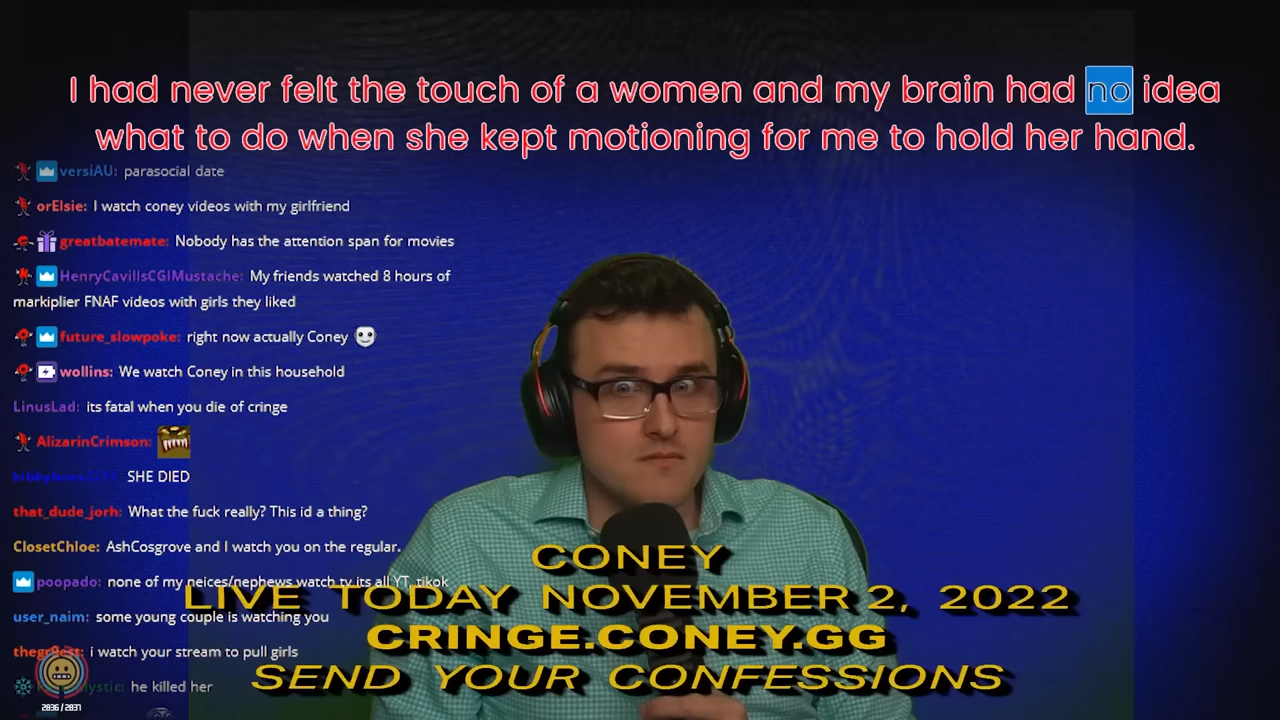 I had never felt the touch of a women and my brain had no idea
what to do when she kept motioning for me to hold her hand.
versiAU: parasocial date
orElsie: I watch coney videos with my girlfriend
greatbatemate: Nobody has the attention span for movies
HenryCavillsCGIMustache: My friends watched 8 hours of
markiplier FNAF videos with girls they liked
future_slowpoke: right now actually Coney
wollins: We watch Coney in this household
LinusLad: its fatal when you die of cringe
AlizarinCrimson:
SHE DIED
that_dude_jorh: What the fuck really? This id a thing?
ClosetChloe: AshCosgrove and I watch you on the regular.
poopado: none of my neices/nephews watch tv its all YT, tikok
user_naim: some young couple is watching you
i watch your stream to pull girls
he killed her
2836 / 2837
CONEY
LIVE TODAY NOVEMBER 2, 2022
CRINGE.CONEY.GG
SEND YOUR CONFESSIONS